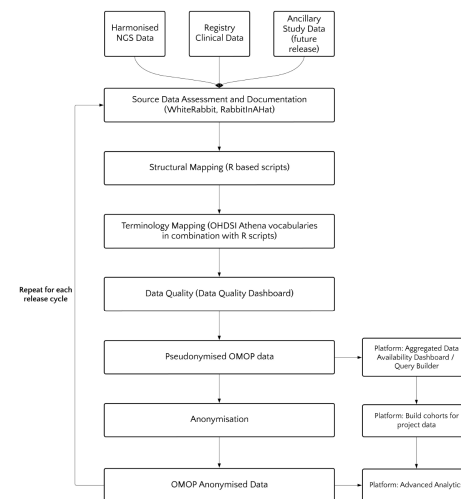 Harmonised
NGS Data
Registry
Clinical Data
Ancillary
Study Data
(future
release)
Source Data Assessment and Documentation
(WhiteRabbit, RabbitInAHat)
Structural Mapping (R based scripts)
Terminology Mapping (OHDSI Athena vocabularies
in combination with R scripts)
Repeat for each
release cycle
Data Quality (Data Quality Dashboard)
Pseudonymised OMOP data
Platform: Aggregated Data
Availability Dashboard /
Query Builder
Anonymisation
Platform: Build cohorts for
project data
OMOP Anonymised Data
Platform: Advanced Analytic